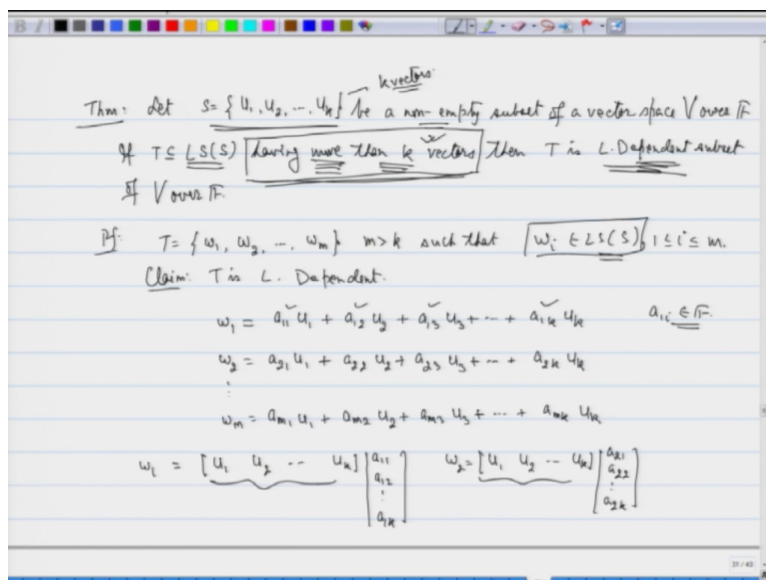 k vectors
Thm: Let S = { u₁, u₂, ..., uₖ } be a non-empty subset of a vector space V over 𝔽
If T ⊆ LS(S) having more than k vectors then T is L. Dependent subset
of V over 𝔽.
Pf: T = { w₁, w₂, ..., wₘ } m > k such that wᵢ ∈ LS(S), 1 ≤ i ≤ m.
Claim: T is L. Dependent.
w₁ = a₁₁ u₁ + a₁₂ u₂ + a₁₃ u₃ + ... + a₁ₖ uₖ a₁ᵢ ∈ 𝔽.
w₂ = a₂₁ u₁ + a₂₂ u₂ + a₂₃ u₃ + ... + a₂ₖ uₖ
⋮
wₘ = aₘ₁ u₁ + aₘ₂ u₂ + aₘ₃ u₃ + ... + aₘₖ uₖ
w₁ = [ u₁ u₂ ... uₖ ] [ a₁₁ a₁₂ ⋮ a₁ₖ ] w₂ = [ u₁ u₂ ... uₖ ] [ a₂₁ a₂₂ ⋮ a₂ₖ ]
31 / 43